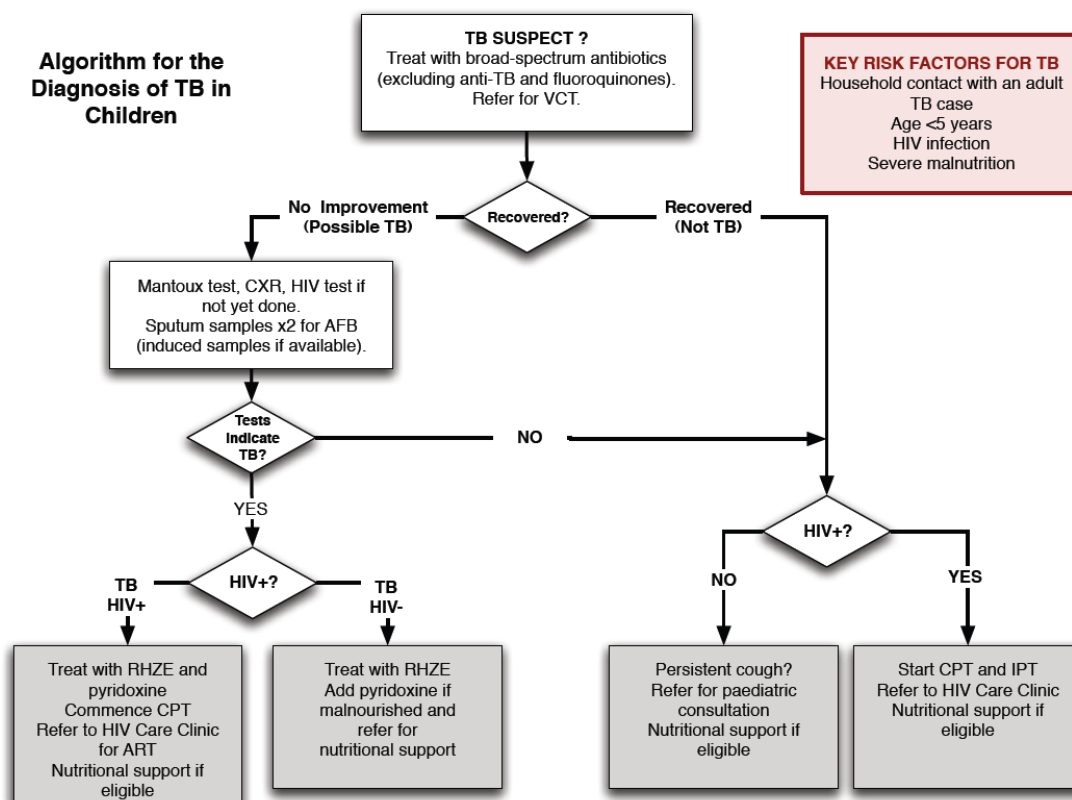 Algorithm for the
Diagnosis of TB in
Children
TB SUSPECT ?
Treat with broad-spectrum antibiotics
(excluding anti-TB and fluoroquinones).
Refer for VCT.
KEY RISK FACTORS FOR TB
Household contact with an adult
TB case
Age <5 years
HIV infection
Severe malnutrition
No Improvement
(Possible TB)
Recovered?
Recovered
(Not TB)
Mantoux test, CXR, HIV test if
not yet done.
Sputum samples x2 for AFB
(induced samples if available).
Tests
indicate
TB?
NO
YES
HIV+?
TB
HIV+
TB
HIV-
HIV+?
NO
YES
Treat with RHZE and
pyridoxine
Commence CPT
Refer to HIV Care Clinic
for ART
Nutritional support if
eligible
Treat with RHZE
Add pyridoxine if
malnourished and
refer for
nutritional support
Persistent cough?
Refer for paediatric
consultation
Nutritional support if
eligible
Start CPT and IPT
Refer to HIV Care Clinic
Nutritional support if
eligible